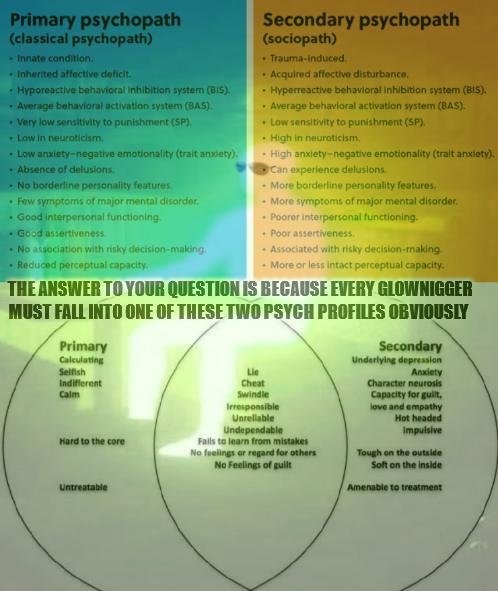 Primary psychopath
(classical psychopath)
• Innate condition.
• Inherited affective deficit.
• Hyporeactive behavioral inhibition system (BIS).
• Average behavioral activation system (BAS).
• Very low sensitivity to punishment (SP).
• Low in neuroticism.
• Low anxiety–negative emotionality (trait anxiety).
• Absence of delusions.
• No borderline personality features.
• Few symptoms of major mental disorder.
• Good interpersonal functioning.
• Good assertiveness.
• No association with risky decision-making.
• Reduced perceptual capacity.
Secondary psychopath
(sociopath)
• Trauma-induced.
• Acquired affective disturbance.
• Hyperreactive behavioral inhibition system (BIS).
• Average behavioral activation system (BAS).
• Low sensitivity to punishment (SP).
• High in neuroticism.
• High anxiety–negative emotionality (trait anxiety).
• Can experience delusions.
• More borderline personality features.
• More symptoms of major mental disorder.
• Poorer interpersonal functioning.
• Poor assertiveness.
• Associated with risky decision-making.
• More or less intact perceptual capacity.
THE ANSWER TO YOUR QUESTION IS BECAUSE EVERY GLOWNIGGER
MUST FALL INTO ONE OF THESE TWO PSYCH PROFILES OBVIOUSLY
Primary
Calculating
Selfish
Indifferent
Calm
Hard to the core
Untreatable
Lie
Cheat
Swindle
Irresponsible
Unreliable
Undependable
Fails to learn from mistakes
No feelings or regard for others
No Feelings of guilt
Secondary
Underlying depression
Anxiety
Character neurosis
Capacity for guilt,
love and empathy
Hot headed
Impulsive
Tough on the outside
Soft on the inside
Amenable to treatment